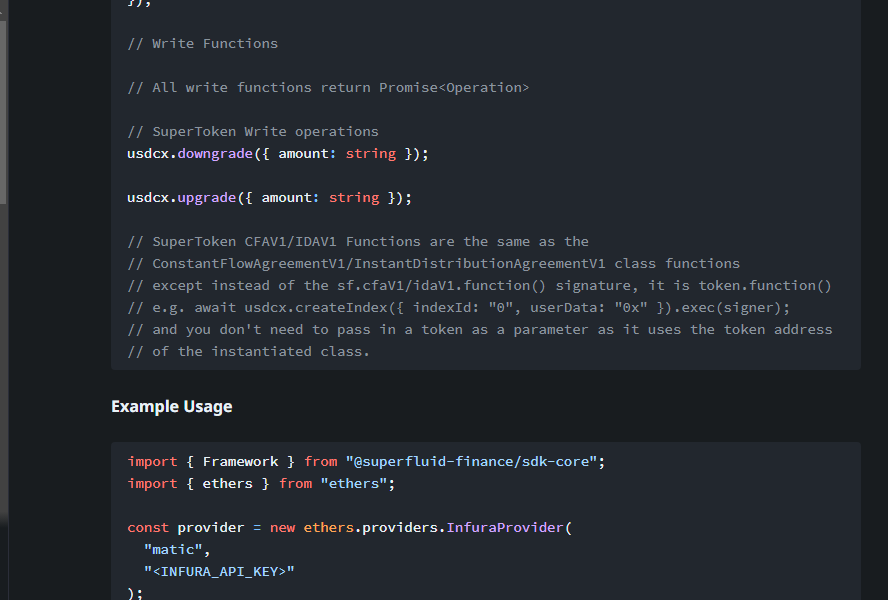 });
// Write Functions
// All write functions return Promise<Operation>
// SuperToken Write operations
usdcx.downgrade({ amount: string });
usdcx.upgrade({ amount: string });
// SuperToken CFAV1/IDAV1 Functions are the same as the
// ConstantFlowAgreementV1/InstantDistributionAgreementV1 class functions
// except instead of the sf.cfaV1/idaV1.function() signature, it is token.function()
// e.g. await usdcx.createIndex({ indexId: "0", userData: "0x" }).exec(signer);
// and you don't need to pass in a token as a parameter as it uses the token address
// of the instantiated class.
Example Usage
import { Framework } from "@superfluid-finance/sdk-core";
import { ethers } from "ethers";
const provider = new ethers.providers.InfuraProvider(
  "matic",
  "<INFURA_API_KEY>"
);